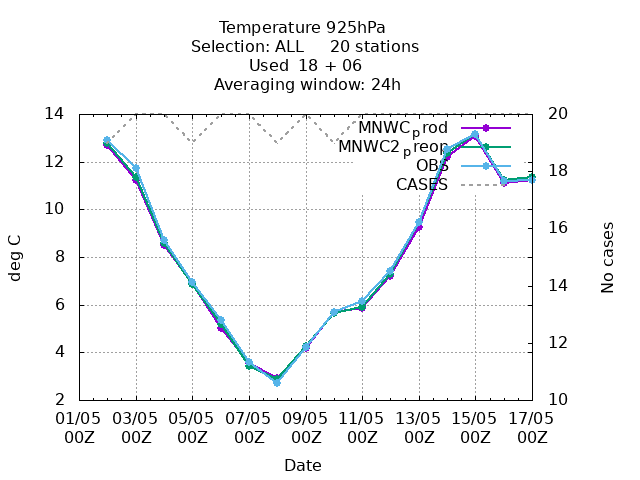 Temperature 925hPa
Selection: ALL 20 stations
Used 18 + 06
Averaging window: 24h
14 20
MNWCprod
MNWC2preop
OBS
CASES
12 18
10 16
8
6 14
4 12
2 10
deg C
No cases
01/05 03/05 05/05 07/05 09/05 11/05 13/05 15/05 17/05
00Z 00Z 00Z 00Z 00Z 00Z 00Z 00Z 00Z
Date